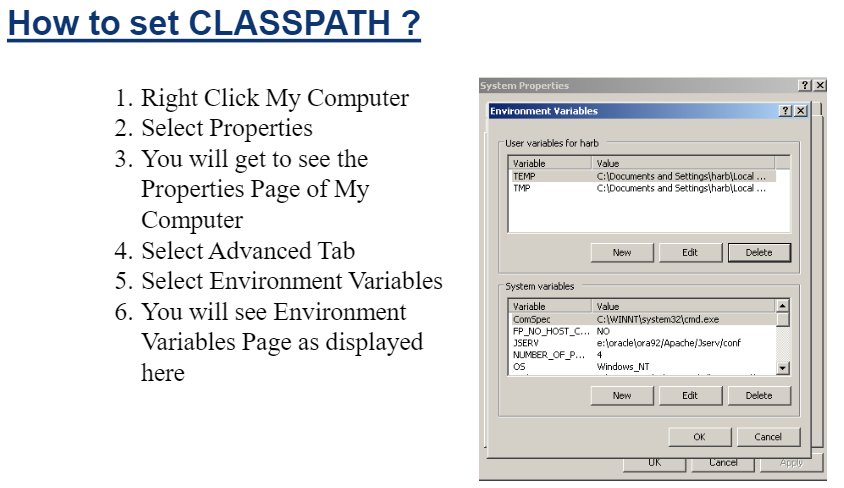 How to set CLASSPATH ?
1. Right Click My Computer
2. Select Properties
3. You will get to see the
Properties Page of My
Computer
4. Select Advanced Tab
5. Select Environment Variables
6. You will see Environment
Variables Page as displayed
here
System Properties
Environment Variables
User variables for harb
Variable Value
TEMP C:\Documents and Settings\harb\Local ...
TMP C:\Documents and Settings\harb\Local ...
New Edit Delete
System variables
Variable Value
ComSpec C:\WINNT\system32\cmd.exe
FP_NO_HOST_C... NO
JSERV e:\oracle\ora92/Apache/Jserv/conf
NUMBER_OF_P... 4
OS Windows_NT
New Edit Delete
OK Cancel
OK Cancel Apply